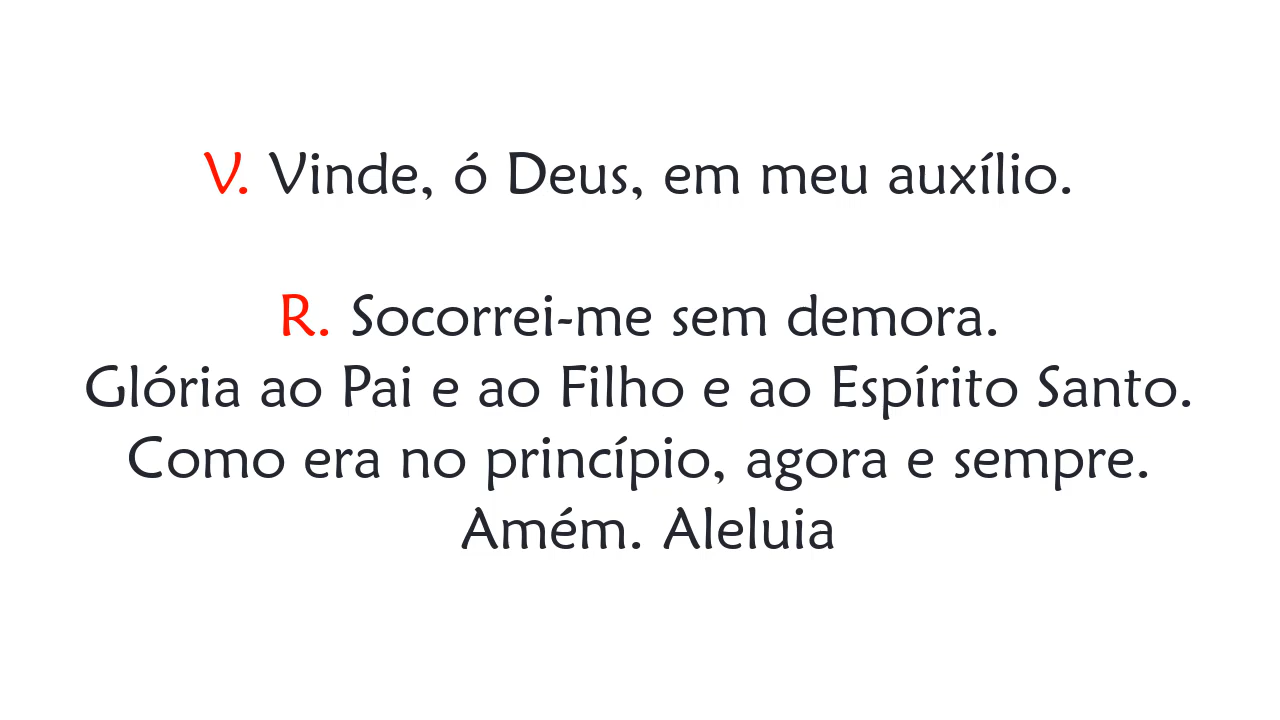 V. Vinde, ó Deus, em meu auxílio.
R. Socorrei-me sem demora.
Glória ao Pai e ao Filho e ao Espírito Santo.
Como era no princípio, agora e sempre.
Amém. Aleluia